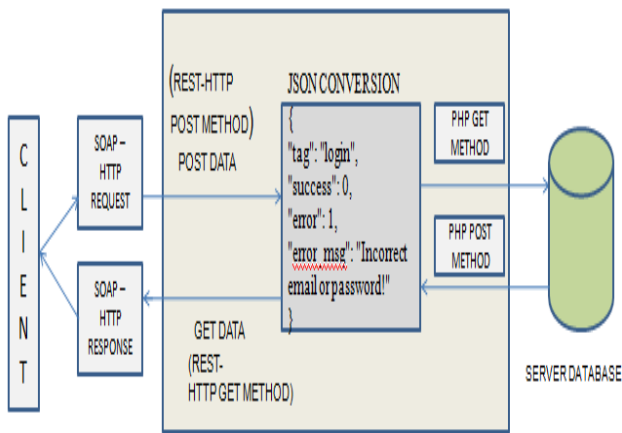 CLIENT
SOAP –
HTTP
REQUEST
SOAP –
HTTP
RESPONSE
(REST-HTTP
POST METHOD)
POST DATA
GET DATA
(REST-
HTTP GET METHOD)
JSON CONVERSION
{
"tag": "login",
"success": 0,
"error": 1,
"error_msg": "Incorrect
email or password!"
}
PHP GET
METHOD
PHP POST
METHOD
SERVER DATABASE